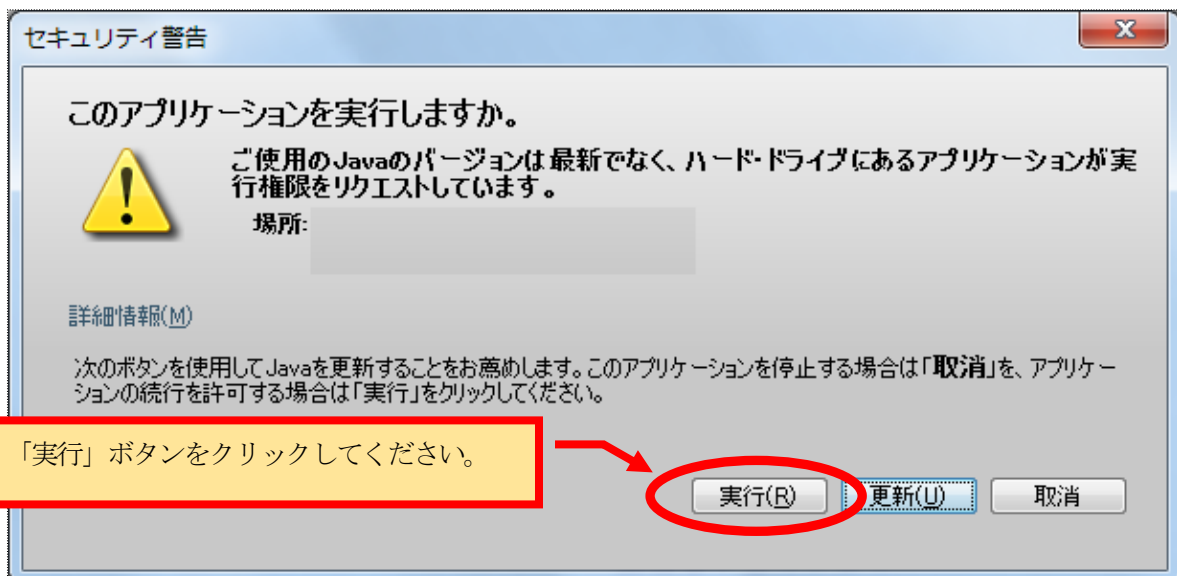 セキュリティ警告
このアプリケーションを実行しますか。
ご使用のJavaのバージョンは最新でなく、ハード・ドライブにあるアプリケーションが実
行権限をリクエストしています。
場所:
詳細情報(M)
次のボタンを使用してJavaを更新することをお薦めします。このアプリケーションを停止する場合は「取消」を、アプリケー
ションの続行を許可する場合は「実行」をクリックしてください。
「実行」ボタンをクリックしてください。
実行(R) 更新(U) 取消